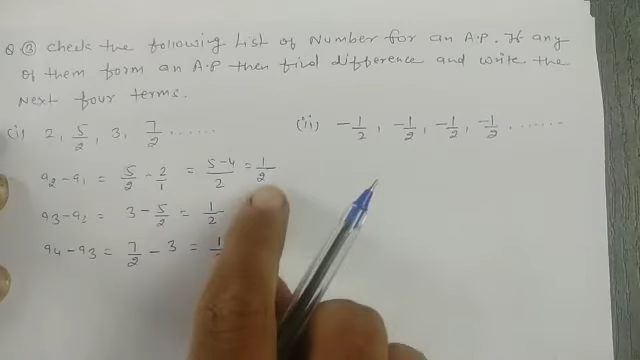 Q.③ Check the following List of Number for an A.P. If any
of them form an A.P then find difference and write the
Next four terms.
(i) 2, 5/2, 3, 7/2 ......
(ii) -1/2, -1/2, -1/2, -1/2 .......
a2-a1 = 5/2 - 2/1 = 5-4/2 = 1/2
a3-a2 = 3 - 5/2 = 1/2
a4-a3 = 7/2 - 3 = 1/2